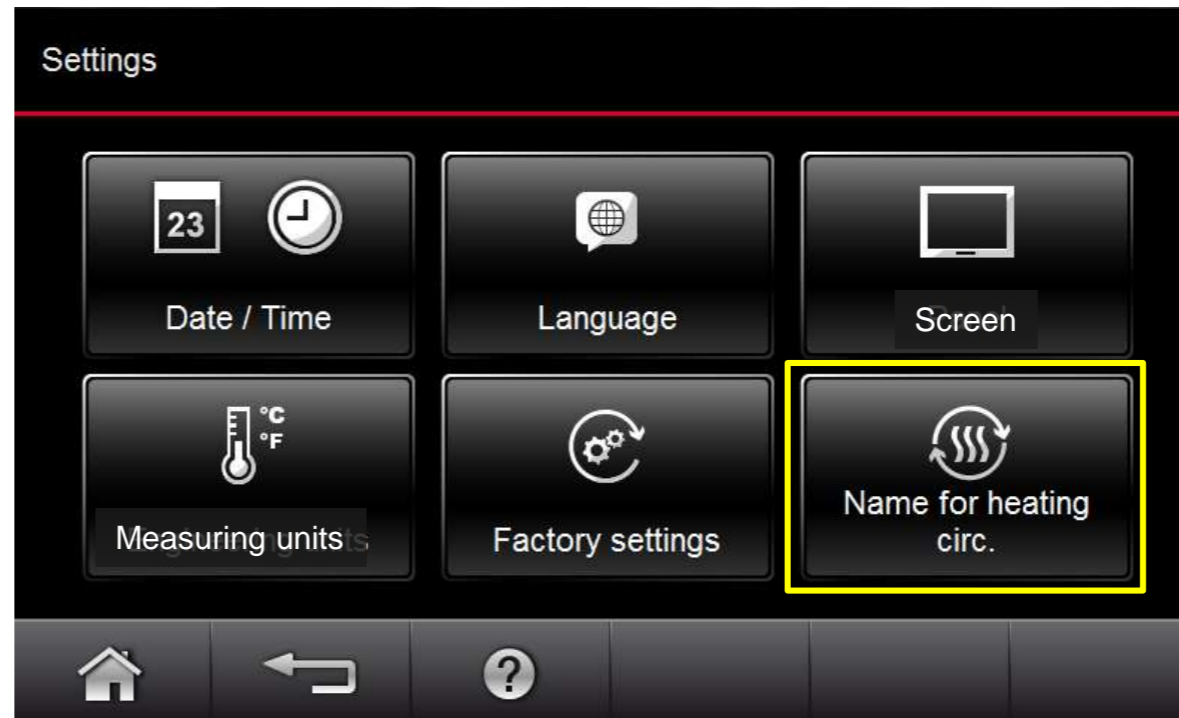 Settings
23
Date / Time
Language
Screen
°C
°F
Measuring units
Factory settings
Name for heating
circ.
?